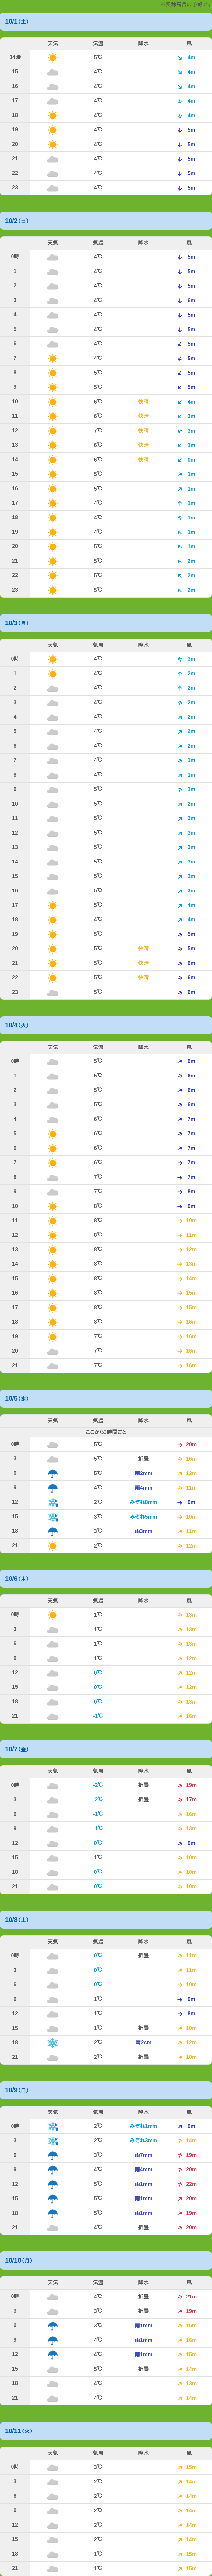 10/1(土)
天気 気温 降水 風
14時 5℃ 4m
15 4℃ 4m
16 4℃ 4m
17 4℃ 4m
18 4℃ 4m
19 4℃ 5m
20 4℃ 5m
21 4℃ 5m
22 4℃ 5m
23 4℃ 5m
10/2(日)
天気 気温 降水 風
0時 4℃ 5m
1 4℃ 5m
2 4℃ 5m
3 4℃ 6m
4 4℃ 5m
5 4℃ 5m
6 4℃ 5m
7 4℃ 5m
8 5℃ 5m
9 5℃ 5m
10 6℃ 快晴 4m
11 6℃ 快晴 3m
12 7℃ 快晴 3m
13 6℃ 快晴 1m
14 6℃ 快晴 0m
15 5℃ 1m
16 5℃ 1m
17 4℃ 1m
18 4℃ 1m
19 4℃ 1m
20 5℃ 1m
21 5℃ 2m
22 5℃ 2m
23 5℃ 2m
10/3(月)
天気 気温 降水 風
0時 4℃ 3m
1 4℃ 2m
2 4℃ 2m
3 4℃ 2m
4 4℃ 2m
5 4℃ 2m
6 4℃ 2m
7 4℃ 1m
8 4℃ 1m
9 5℃ 1m
10 5℃ 2m
11 5℃ 3m
12 5℃ 3m
13 5℃ 3m
14 5℃ 3m
15 5℃ 3m
16 5℃ 3m
17 5℃ 4m
18 4℃ 4m
19 5℃ 5m
20 5℃ 快晴 5m
21 5℃ 快晴 6m
22 5℃ 快晴 6m
23 5℃ 6m
10/4(火)
天気 気温 降水 風
0時 5℃ 6m
1 5℃ 6m
2 5℃ 6m
3 5℃ 6m
4 6℃ 7m
5 6℃ 7m
6 6℃ 7m
7 6℃ 7m
8 7℃ 7m
9 7℃ 8m
10 8℃ 9m
11 8℃ 10m
12 8℃ 11m
13 8℃ 12m
14 8℃ 13m
15 8℃ 14m
16 8℃ 15m
17 8℃ 15m
18 8℃ 16m
19 7℃ 16m
20 7℃ 16m
21 7℃ 16m
10/5(水)
天気 気温 降水 風
ここから3時間ごと
0時 5℃ 20m
3 5℃ 折曇 16m
6 5℃ 雨2mm 13m
9 4℃ 雨4mm 11m
12 2℃ みぞれ8mm 9m
15 3℃ みぞれ5mm 10m
18 3℃ 雨3mm 11m
21 2℃ 12m
10/6(木)
天気 気温 降水 風
0時 1℃ 13m
3 1℃ 13m
6 1℃ 13m
9 1℃ 12m
12 0℃ 12m
15 0℃ 12m
18 0℃ 13m
21 -1℃ 16m
10/7(金)
天気 気温 降水 風
0時 -2℃ 折曇 19m
3 -2℃ 折曇 17m
6 -1℃ 16m
9 -1℃ 13m
12 0℃ 9m
15 1℃ 10m
18 0℃ 10m
21 0℃ 10m
10/8(土)
天気 気温 降水 風
0時 0℃ 折曇 11m
3 0℃ 11m
6 0℃ 10m
9 1℃ 9m
12 1℃ 8m
15 1℃ 折曇 10m
18 2℃ 雪2cm 12m
21 2℃ 折曇 10m
10/9(日)
天気 気温 降水 風
0時 2℃ みぞれ1mm 9m
3 2℃ みぞれ3mm 14m
6 3℃ 雨7mm 19m
9 4℃ 雨4mm 20m
12 5℃ 雨1mm 22m
15 5℃ 雨1mm 20m
18 5℃ 雨1mm 19m
21 4℃ 折曇 20m
10/10(月)
天気 気温 降水 風
0時 4℃ 折曇 21m
3 3℃ 折曇 19m
6 3℃ 雨1mm 16m
9 4℃ 雨1mm 16m
12 4℃ 雨1mm 15m
15 5℃ 折曇 14m
18 4℃ 13m
21 4℃ 14m
10/11(火)
天気 気温 降水 風
0時 3℃ 15m
3 2℃ 14m
6 2℃ 14m
9 2℃ 14m
12 2℃ 14m
15 2℃ 14m
18 1℃ 15m
21 1℃ 15m